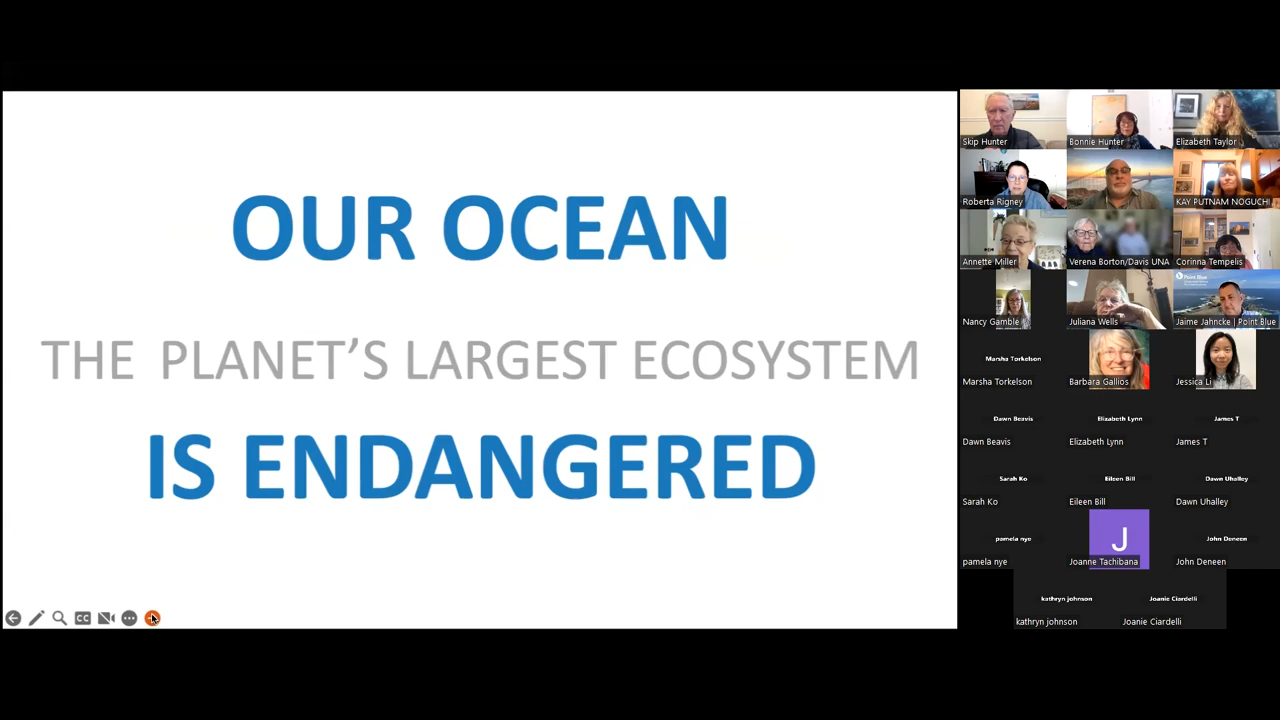 OUR OCEAN
THE PLANET'S LARGEST ECOSYSTEM
IS ENDANGERED
CC
Skip Hunter
Bonnie Hunter
Elizabeth Taylor
Roberta Rigney
KAY PUTNAM NOGUCHI
Annette Miller
Verena Borton/Davis UNA
Corinna Tempelis
Point Blue
Nancy Gamble
Juliana Wells
Jaime Jahncke | Point Blue
Marsha Torkelson
Marsha Torkelson
Barbara Gallios
Jessica Li
Dawn Beavis
Elizabeth Lynn
James T
Dawn Beavis
Elizabeth Lynn
James T
Sarah Ko
Eileen Bill
Dawn Uhalley
Sarah Ko
Eileen Bill
Dawn Uhalley
pamela nye
J
John Deneen
pamela nye
Joanne Tachibana
John Deneen
kathryn johnson
Joanie Ciardelli
kathryn johnson
Joanie Ciardelli